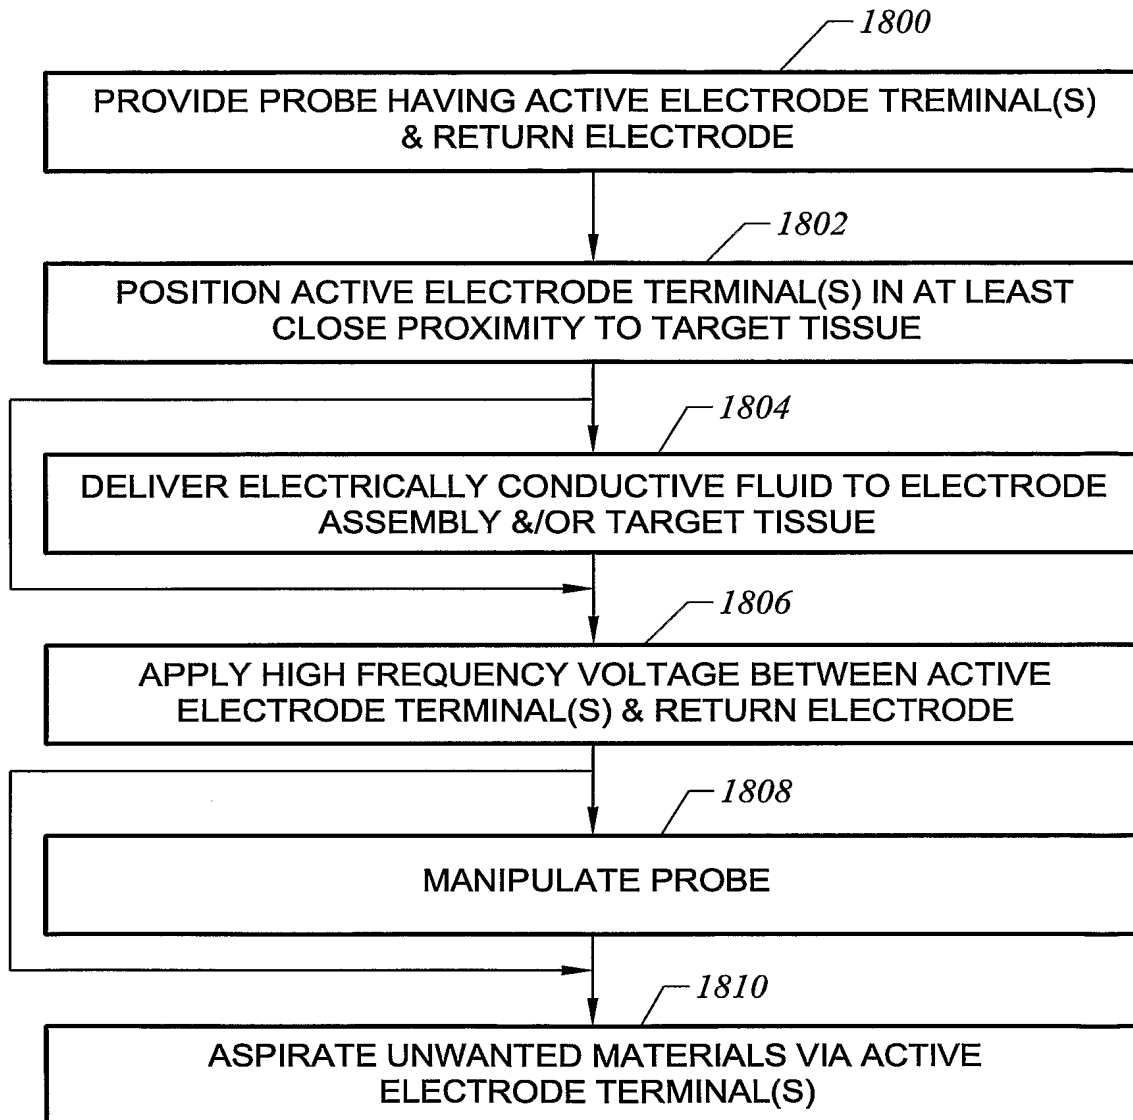 1800
PROVIDE PROBE HAVING ACTIVE ELECTRODE TREMINAL(S)
& RETURN ELECTRODE
1802
POSITION ACTIVE ELECTRODE TERMINAL(S) IN AT LEAST
CLOSE PROXIMITY TO TARGET TISSUE
1804
DELIVER ELECTRICALLY CONDUCTIVE FLUID TO ELECTRODE
ASSEMBLY &/OR TARGET TISSUE
1806
APPLY HIGH FREQUENCY VOLTAGE BETWEEN ACTIVE
ELECTRODE TERMINAL(S) & RETURN ELECTRODE
1808
MANIPULATE PROBE
1810
ASPIRATE UNWANTED MATERIALS VIA ACTIVE
ELECTRODE TERMINAL(S)